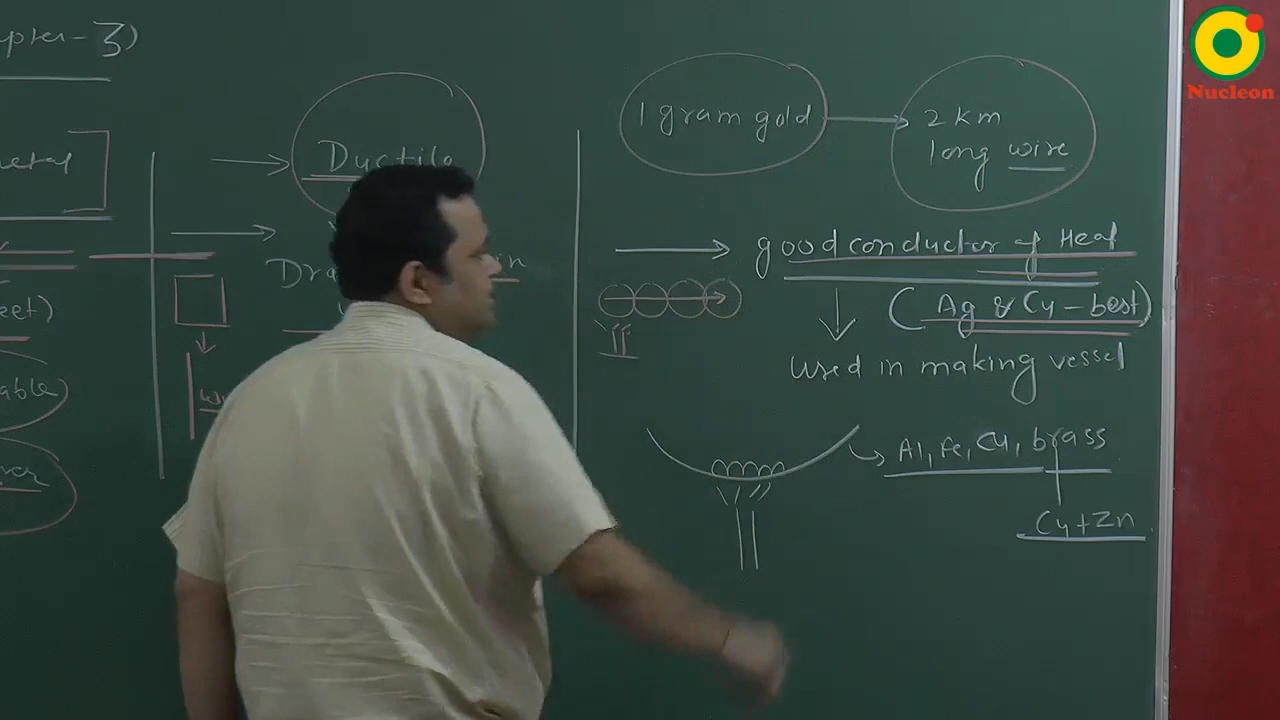 pter-3)
etal
eet)
able)
Ductile
Dra
in
1 gram gold → 2 km
long wire
good conductor of Heat
(Ag & Cu - best)
used in making vessel
Al, Fe, Cu, brass
Cu+Zn
Nucleon